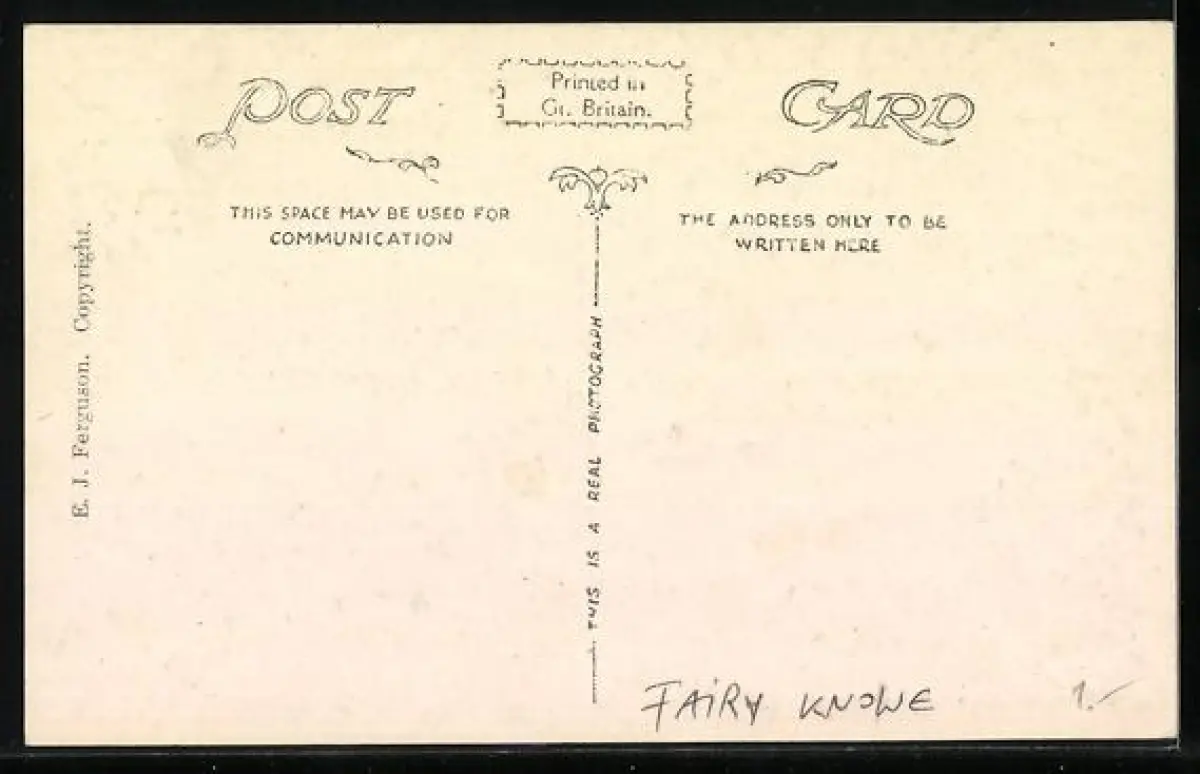 POST CARD
Printed in
Gt. Britain.
THIS SPACE MAY BE USED FOR
COMMUNICATION
THE ADDRESS ONLY TO BE
WRITTEN HERE
E. J. Ferguson. Copyright.
THIS IS A REAL PHOTOGRAPH
FAIRY KNOWE
1.-